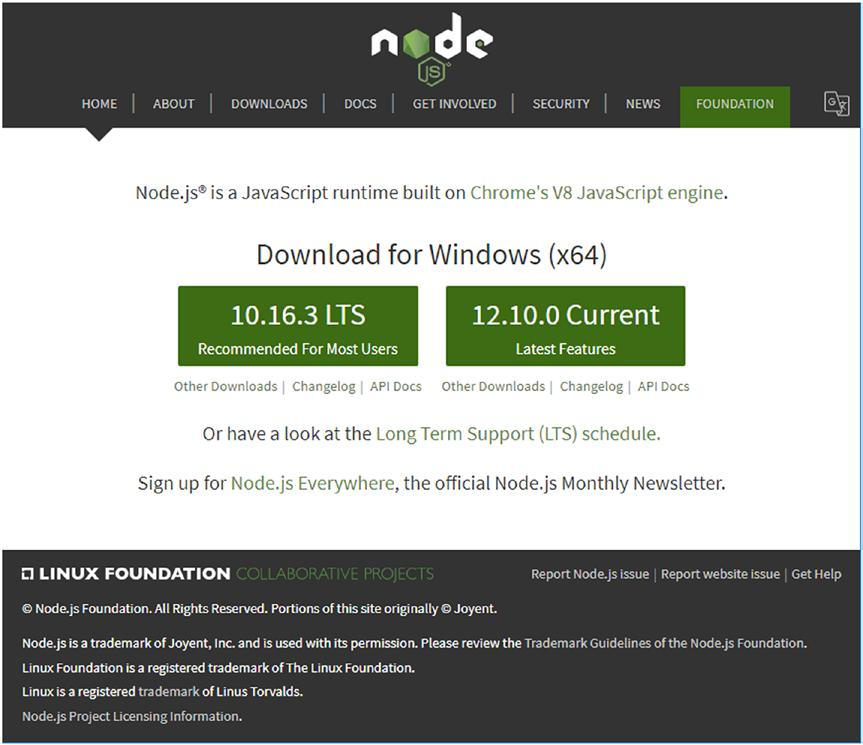 node
JS
HOME | ABOUT | DOWNLOADS | DOCS | GET INVOLVED | SECURITY | NEWS FOUNDATION
Node.js® is a JavaScript runtime built on Chrome's V8 JavaScript engine.
Download for Windows (x64)
10.16.3 LTS
Recommended For Most Users
12.10.0 Current
Latest Features
Other Downloads | Changelog | API Docs
Other Downloads | Changelog | API Docs
Or have a look at the Long Term Support (LTS) schedule.
Sign up for Node.js Everywhere, the official Node.js Monthly Newsletter.
LINUX FOUNDATION COLLABORATIVE PROJECTS
Report Node.js issue | Report website issue | Get Help
© Node.js Foundation. All Rights Reserved. Portions of this site originally © Joyent.
Node.js is a trademark of Joyent, Inc. and is used with its permission. Please review the Trademark Guidelines of the Node.js Foundation.
Linux Foundation is a registered trademark of The Linux Foundation.
Linux is a registered trademark of Linus Torvalds.
Node.js Project Licensing Information.